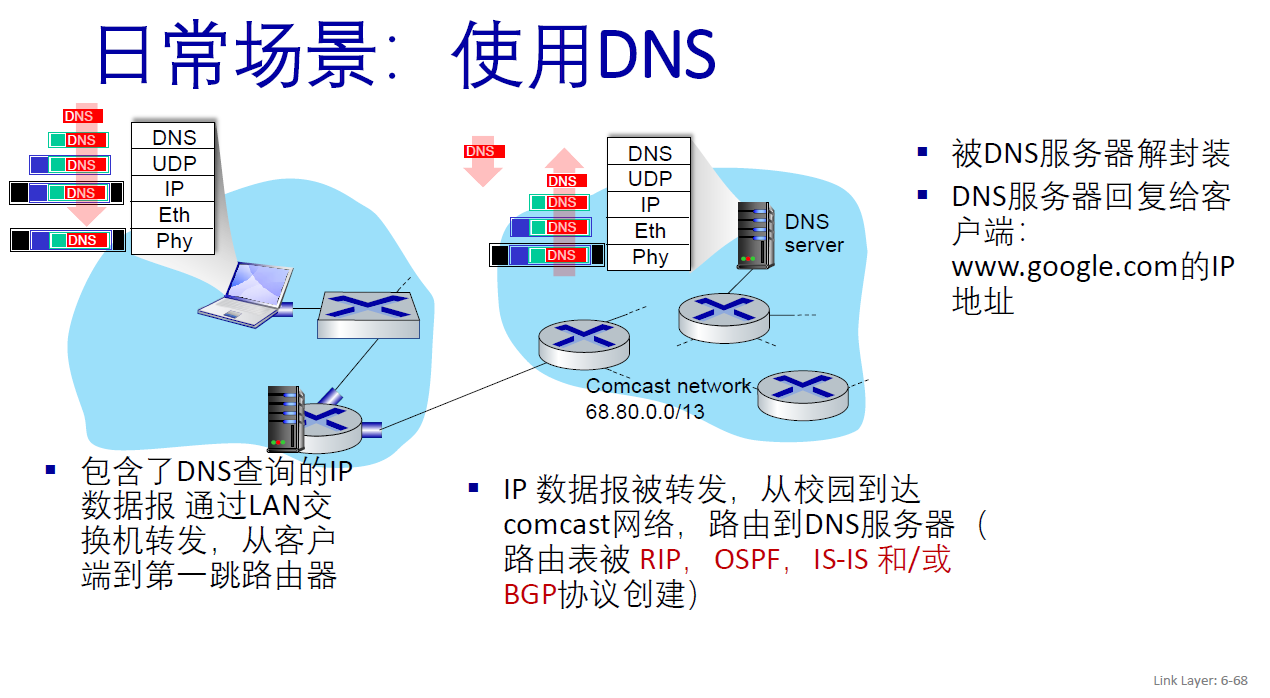 日常场景： 使用DNS
DNS
DNS
DNS
DNS
DNS
DNS
UDP
IP
Eth
Phy
DNS
DNS
DNS
DNS
DNS
DNS
UDP
IP
Eth
Phy
DNS
server
Comcast network
68.80.0.0/13
▪ 被DNS服务器解封装
▪ DNS服务器回复给客
户端：
www.google.com的IP
地址
▪ 包含了DNS查询的IP
数据报 通过LAN交
换机转发，从客户
端到第一跳路由器
▪ IP 数据报被转发，从校园到达
comcast网络，路由到DNS服务器（
路由表被 RIP，OSPF，IS-IS 和/或
BGP协议创建）
Link Layer: 6-68